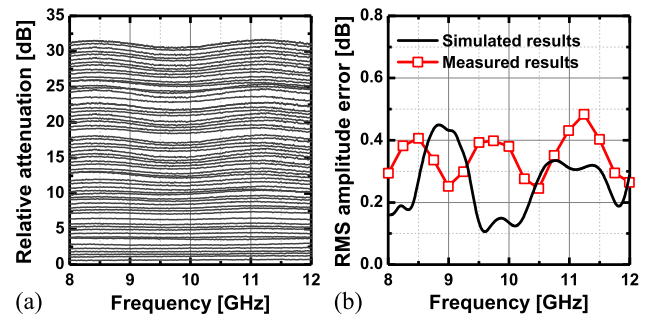 Relative attenuation [dB]
35
30
25
20
15
10
5
0
8
9
10
11
12
Frequency [GHz]
(a)
RMS amplitude error [dB]
0.8
0.6
0.4
0.2
0.0
Simulated results
Measured results
8
9
10
11
12
Frequency [GHz]
(b)